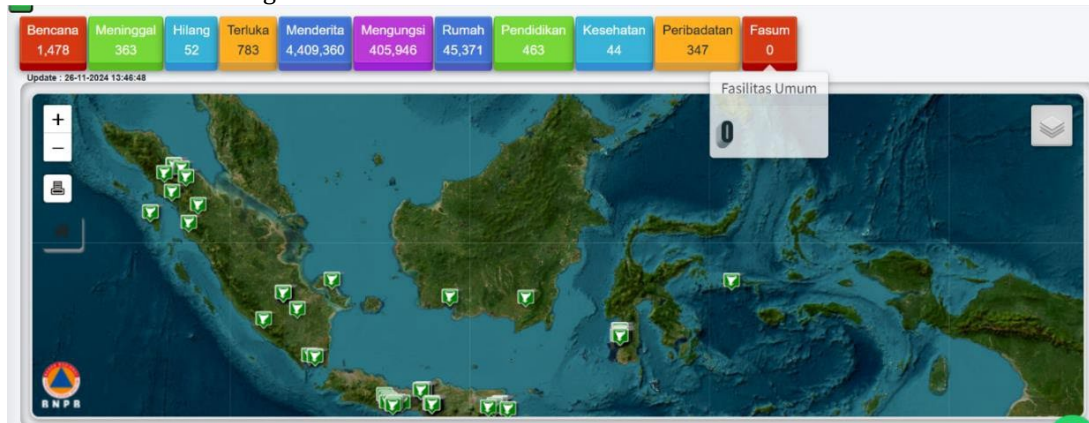 Bencana Meninggal Hilang Terluka Menderita Mengungsi Rumah Pendidikan Kesehatan Peribadatan Fasum
1,478 363 52 783 4,409,360 405,946 45,371 463 44 347 0
Update : 26-11-2024 13:46:48
Fasilitas Umum
0
+
−
BNPB